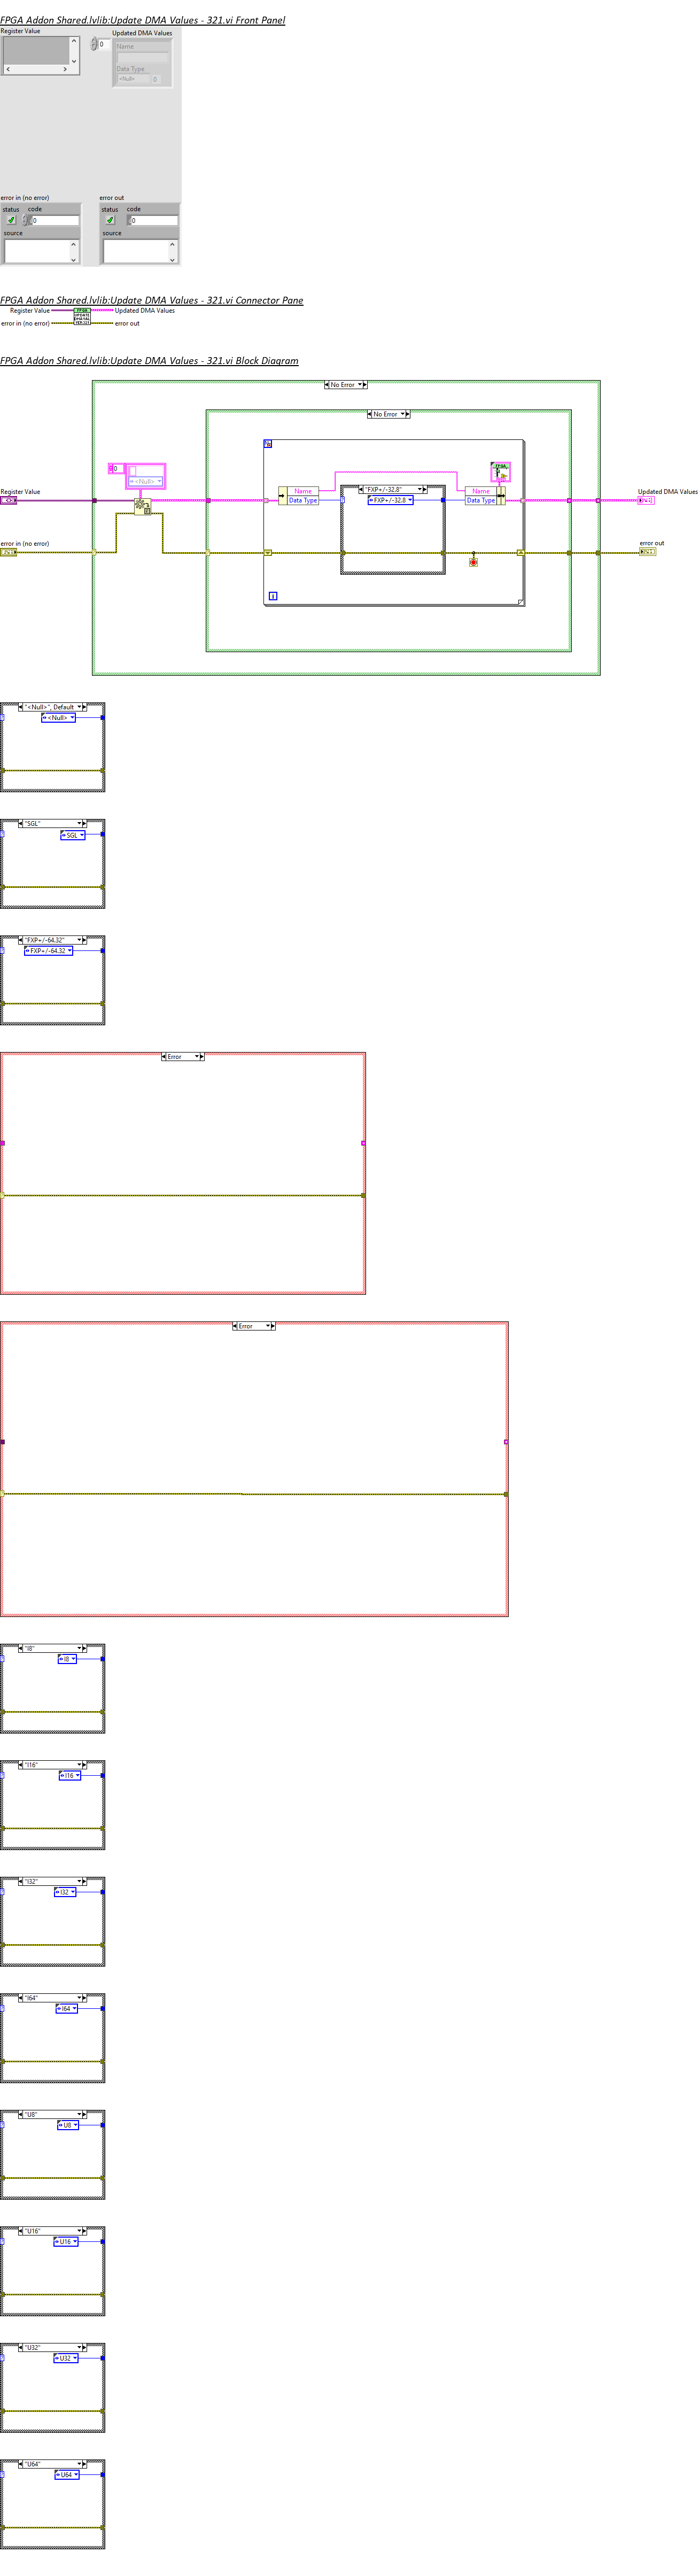 FPGA Addon Shared.lvlib:Update DMA Values - 321.vi Front Panel
Register Value
Updated DMA Values
0
Name
Data Type
<Null> 0
error in (no error)
error out
status code
0
source
status code
0
source
FPGA Addon Shared.lvlib:Update DMA Values - 321.vi Connector Pane
Register Value
Updated DMA Values
error in (no error)
error out
FPGA
UPDATE
FPGA Addon Shared.lvlib:Update DMA Values - 321.vi Block Diagram
No Error
No Error
N
0
<Null>
FPGA
Register Value
Name
Data Type
"FXP+/-32.8"
FXP+/-32.8
Name
Data Type
Updated DMA Values
error in (no error)
error out
i
"<Null>", Default
<Null>
"SGL"
SGL
"FXP+/-64.32"
FXP+/-64.32
Error
Error
"I8"
I8
"I16"
I16
"I32"
I32
"I64"
I64
"U8"
U8
"U16"
U16
"U32"
U32
"U64"
U64